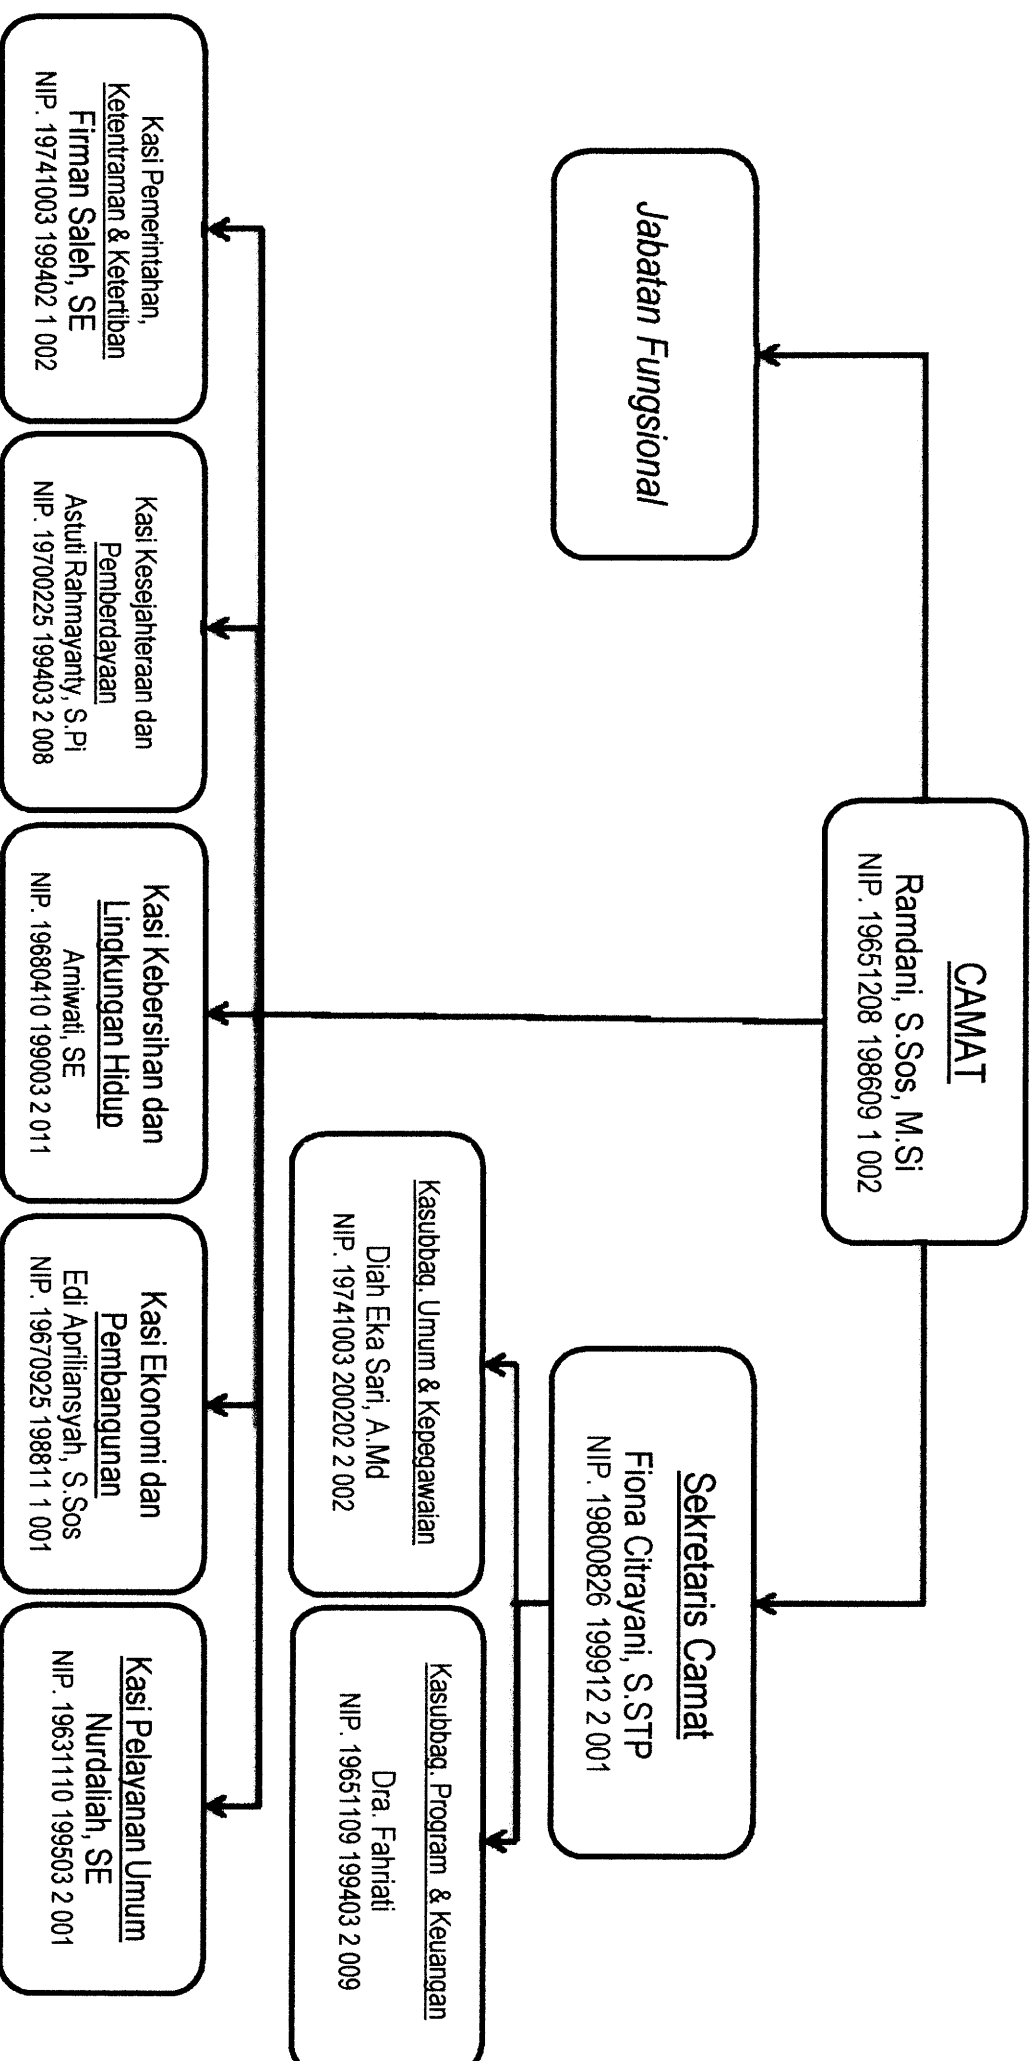 CAMAT
Ramdani, S.Sos, M.Si
NIP. 19651208 198609 1 002
Jabatan Fungsional
Sekretaris Camat
Fiona Citrayani, S.STP
NIP. 19800826 199912 2 001
Kasubbag. Umum & Kepegawaian
Diah Eka Sari, A.Md
NIP. 19741003 200202 2 002
Kasubbag. Program & Keuangan
Dra. Fahriati
NIP. 19651109 199403 2 009
Kasi Pemerintahan,
Ketentraman & Ketertiban
Firman Saleh, SE
NIP. 19741003 199402 1 002
Kasi Kesejahteraan dan
Pemberdayaan
Astuti Rahmayanty, S.Pi
NIP. 19700225 199403 2 008
Kasi Kebersihan dan
Lingkungan Hidup
Arniwati, SE
NIP. 19680410 199003 2 011
Kasi Ekonomi dan
Pembangunan
Edi Apriliansyah, S.Sos
NIP. 19670925 198811 1 001
Kasi Pelayanan Umum
Nurdaliah, SE
NIP. 19631110 199503 2 001